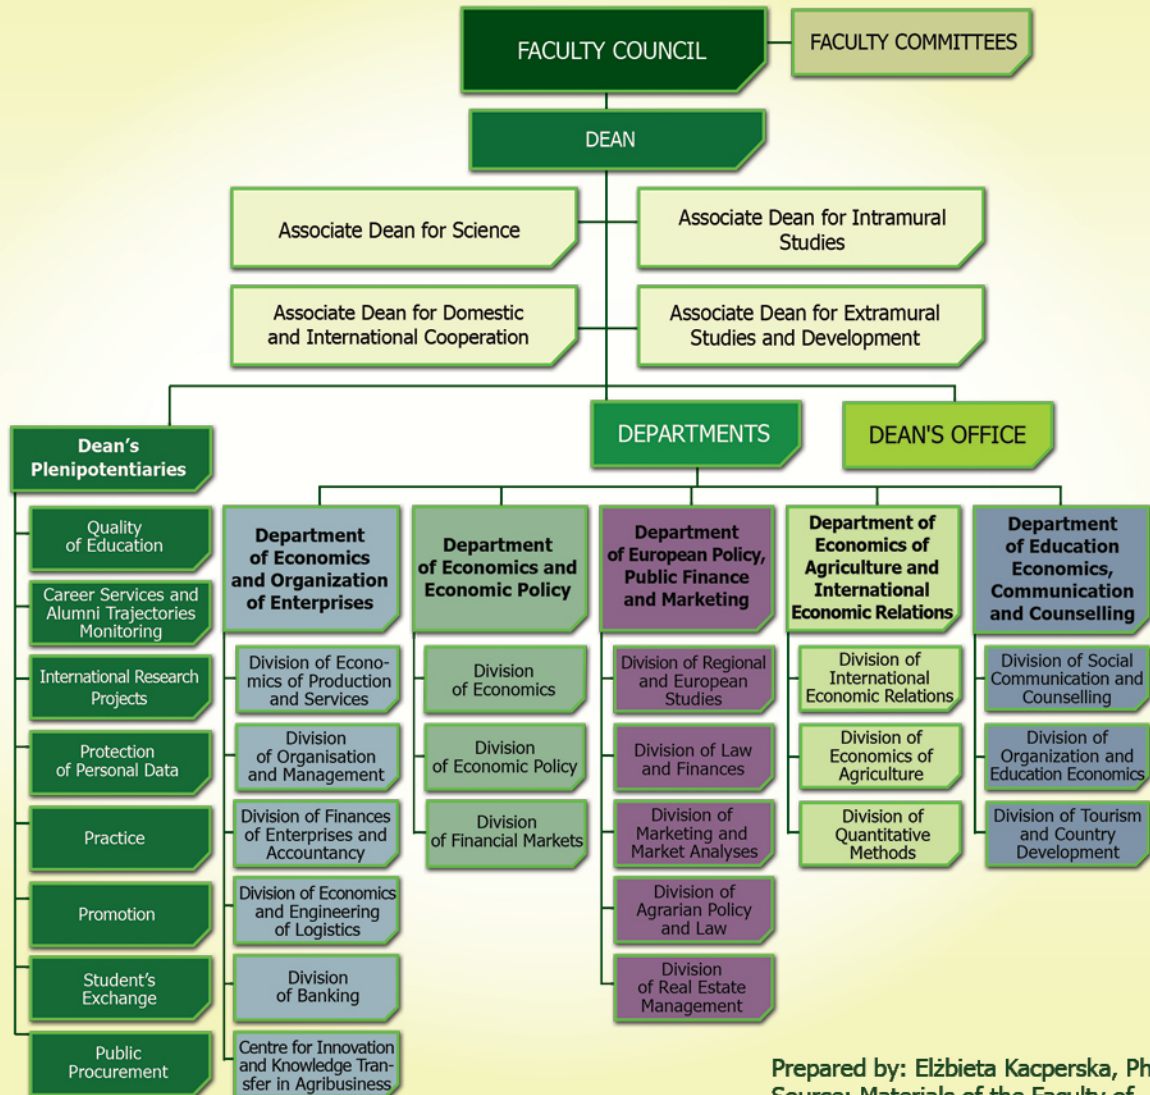 FACULTY COUNCIL
FACULTY COMMITTEES
DEAN
Associate Dean for Science
Associate Dean for Intramural
Studies
Associate Dean for Domestic
and International Cooperation
Associate Dean for Extramural
Studies and Development
Dean's
Plenipotentiaries
DEPARTMENTS
DEAN'S OFFICE
Quality
of Education
Career Services and
Alumni Trajectories
Monitoring
International Research
Projects
Protection
of Personal Data
Practice
Promotion
Student's
Exchange
Public
Procurement
Department
of Economics
and Organization
of Enterprises
Division of Econo-
mics of Production
and Services
Division
of Organisation
and Management
Division of Finances
of Enterprises and
Accountancy
Division of Economics
and Engineering
of Logistics
Division
of Banking
Centre for Innovation
and Knowledge Tran-
sfer in Agribusiness
Department
of Economics and
Economic Policy
Division
of Economics
Division
of Economic Policy
Division
of Financial Markets
Department
of European Policy,
Public Finance
and Marketing
Division of Regional
and European
Studies
Division of Law
and Finances
Division of
Marketing and
Market Analyses
Division of
Agrarian Policy
and Law
Division
of Real Estate
Management
Department of
Economics of
Agriculture and
International
Economic Relations
Division of
International
Economic Relations
Division of
Economics of
Agriculture
Division of
Quantitative
Methods
Department
of Education
Economics,
Communication
and Counselling
Division of Social
Communication and
Counselling
Division of
Organization and
Education Economics
Division of Tourism
and Country
Development
Prepared by: Elżbieta Kacperska, Ph
Source: Materials of the Faculty of